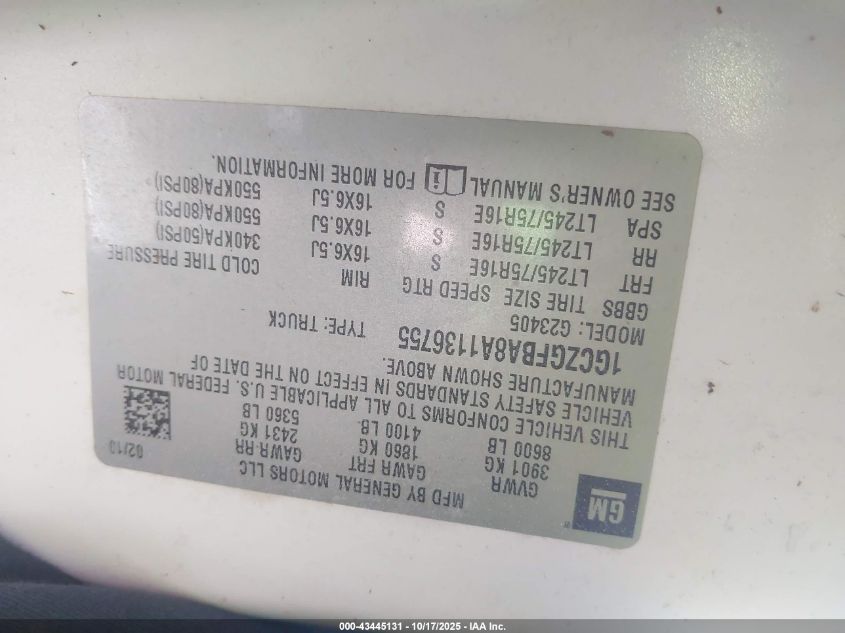 GM
MFD BY GENERAL MOTORS LLC
02/10
GVWR GAWR FRT GAWR RR
3901 KG 1860 KG 2431 KG
8600 LB 4100 LB 5360 LB
THIS VEHICLE CONFORMS TO ALL APPLICABLE U.S. FEDERAL MOTOR
VEHICLE SAFETY STANDARDS IN EFFECT ON THE DATE OF
MANUFACTURE SHOWN ABOVE.
1GCZGFBA8A1136755
TYPE: TRUCK
MODEL: G23405
GBBS TIRE SIZE SPEED RTG RIM COLD TIRE PRESSURE
FRT LT245/75R16E S 16X6.5J 340KPA(50PSI)
RR LT245/75R16E S 16X6.5J 550KPA(80PSI)
SPA LT245/75R16E S 16X6.5J 550KPA(80PSI)
SEE OWNER'S MANUAL FOR MORE INFORMATION.
000-43445131 - 10/17/2025 - IAA Inc.